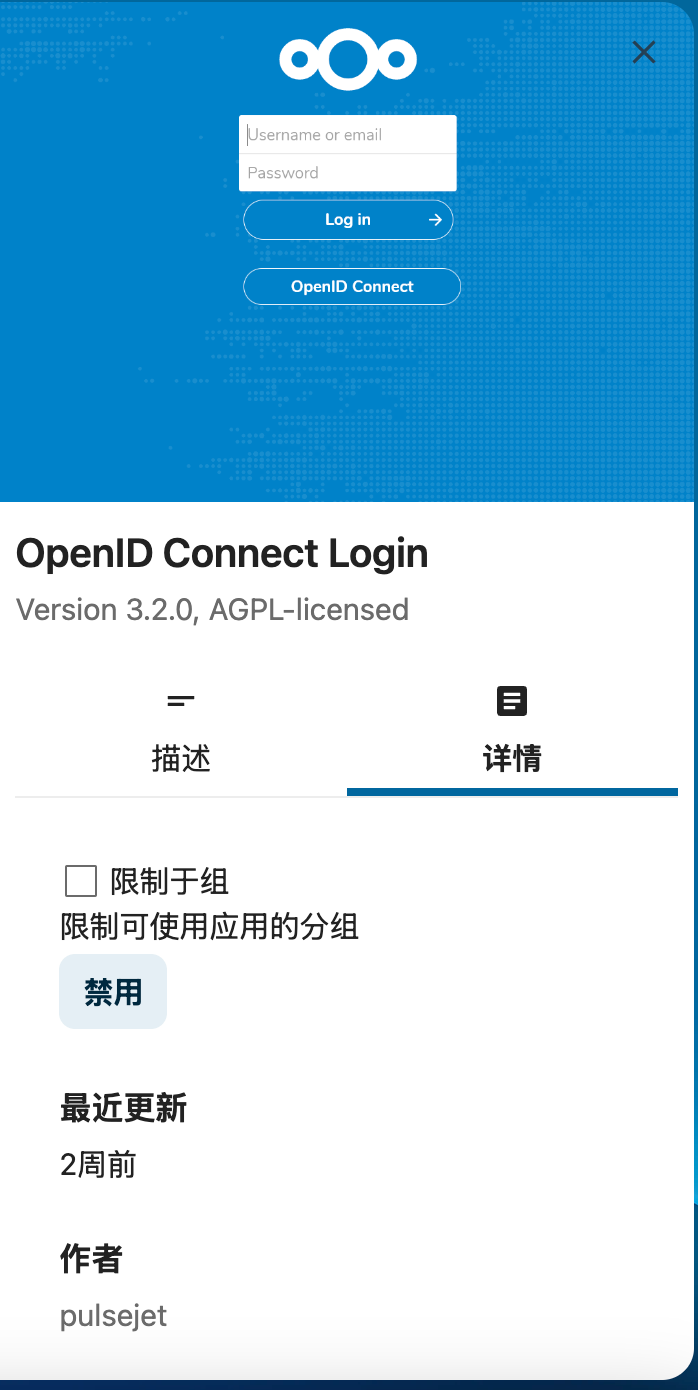 Username or email
Password
Log in
OpenID Connect
OpenID Connect Login
Version 3.2.0, AGPL-licensed
描述
详情
限制于组
限制可使用应用的分组
禁用
最近更新
2周前
作者
pulsejet